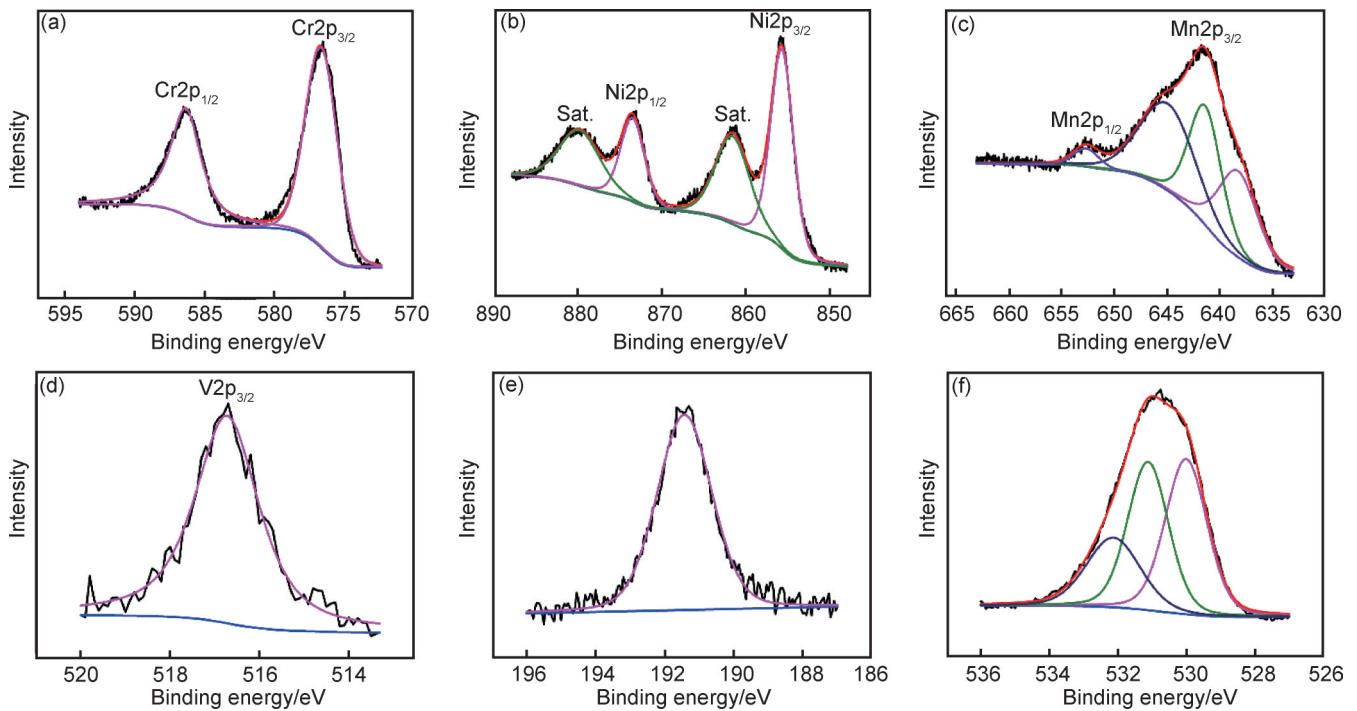 (a)
Cr2p3/2
Cr2p1/2
Intensity
595 590 585 580 575 570
Binding energy/eV
(b)
Ni2p3/2
Sat. Ni2p1/2 Sat.
Intensity
890 880 870 860 850
Binding energy/eV
(c)
Mn2p3/2
Mn2p1/2
Intensity
665 660 655 650 645 640 635 630
Binding energy/eV
(d)
V2p3/2
Intensity
520 518 516 514
Binding energy/eV
(e)
Intensity
196 194 192 190 188 186
Binding energy/eV
(f)
Intensity
536 534 532 530 528 526
Binding energy/eV